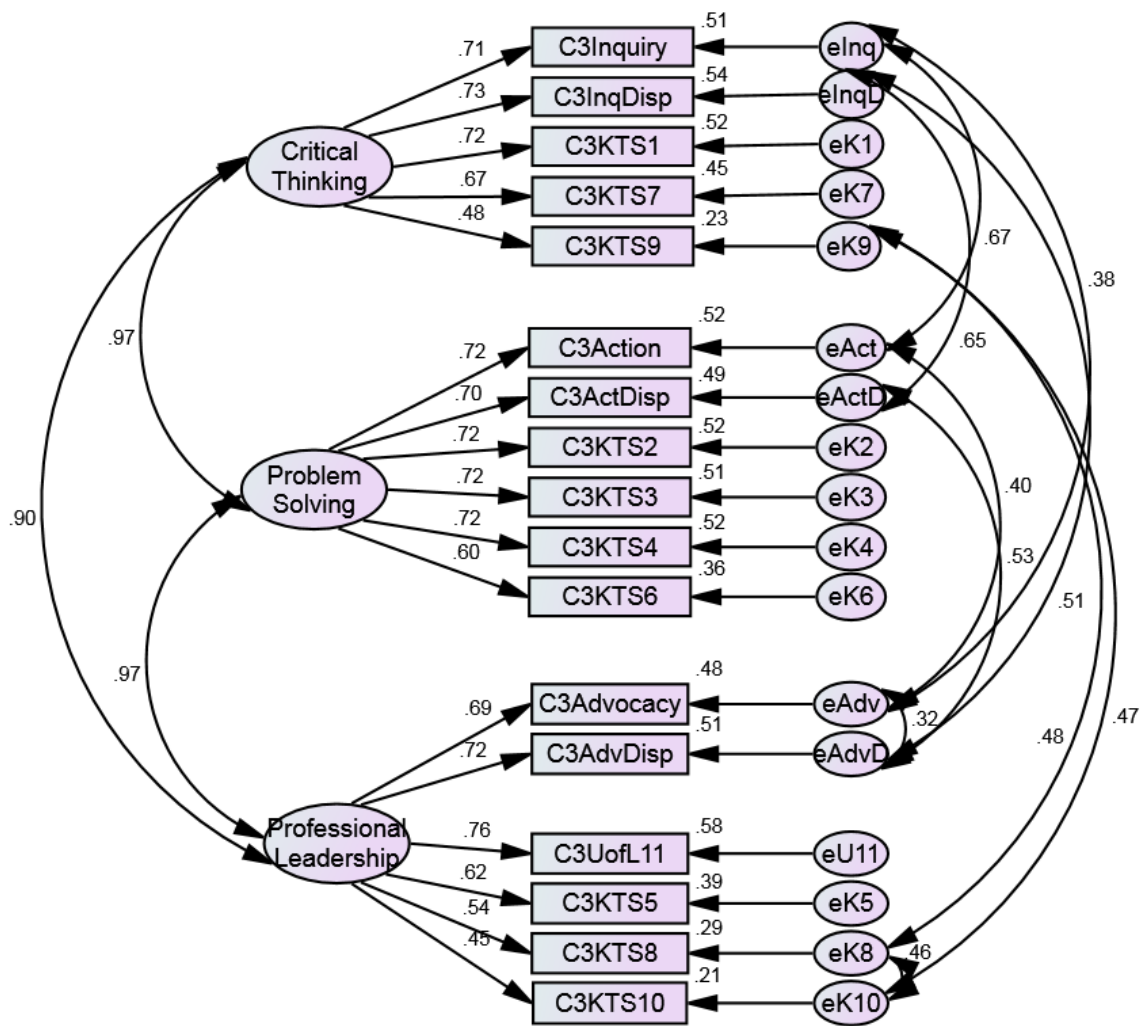 .51
.71
C3Inquiry
eInq
.54
.73
C3InqDisp
eInqD
.52
.72
C3KTS1
eK1
Critical
Thinking
.45
.67
C3KTS7
eK7
.23
.48
C3KTS9
eK9
.67
.38
.97
.52
.72
C3Action
eAct
.65
.49
.70
C3ActDisp
eActD
.52
.72
C3KTS2
eK2
Problem
Solving
.51
.72
C3KTS3
eK3
.40
.90
.52
.72
C3KTS4
eK4
.53
.36
.60
C3KTS6
eK6
.51
.97
.48
.69
C3Advocacy
eAdv
.32
.47
.51
.72
C3AdvDisp
eAdvD
.48
Professional
Leadership
.58
.76
C3UofL11
eU11
.39
.62
C3KTS5
eK5
.29
.54
C3KTS8
eK8
.46
.21
.45
C3KTS10
eK10